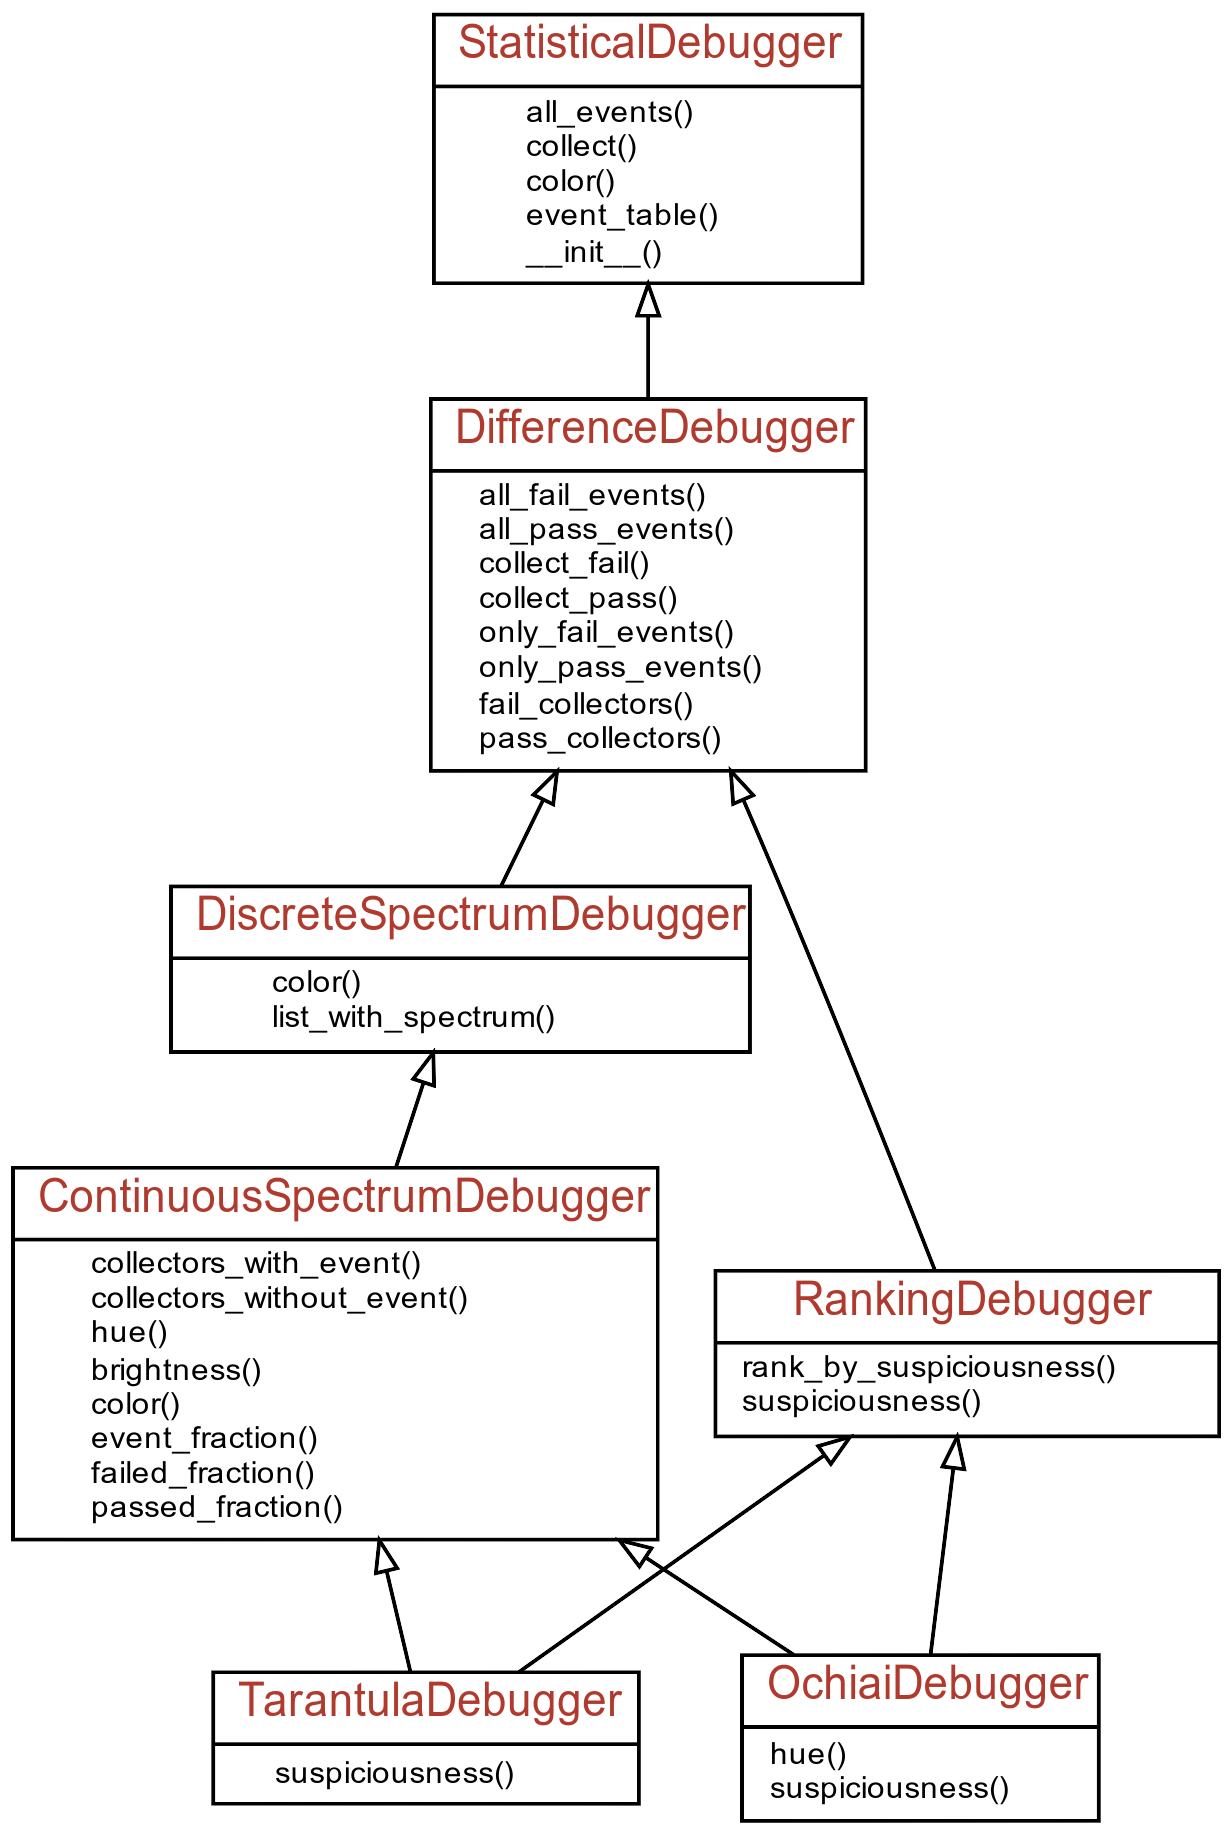 StatisticalDebugger
all_events()
collect()
color()
event_table()
__init__()
DifferenceDebugger
all_fail_events()
all_pass_events()
collect_fail()
collect_pass()
only_fail_events()
only_pass_events()
fail_collectors()
pass_collectors()
DiscreteSpectrumDebugger
color()
list_with_spectrum()
ContinuousSpectrumDebugger
collectors_with_event()
collectors_without_event()
hue()
brightness()
color()
event_fraction()
failed_fraction()
passed_fraction()
RankingDebugger
rank_by_suspiciousness()
suspiciousness()
TarantulaDebugger
suspiciousness()
OchiaiDebugger
hue()
suspiciousness()